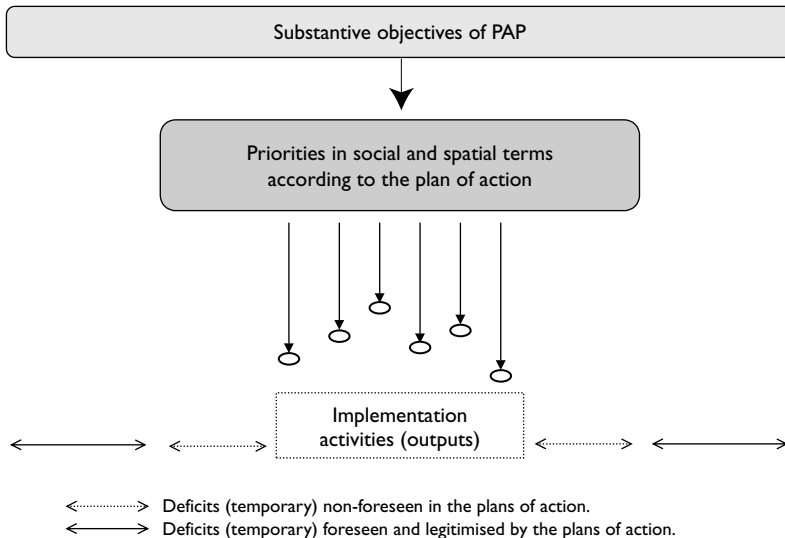 Substantive objectives of PAP
Priorities in social and spatial terms
according to the plan of action
Implementation
activities (outputs)
Deficits (temporary) non-foreseen in the plans of action.
Deficits (temporary) foreseen and legitimised by the plans of action.